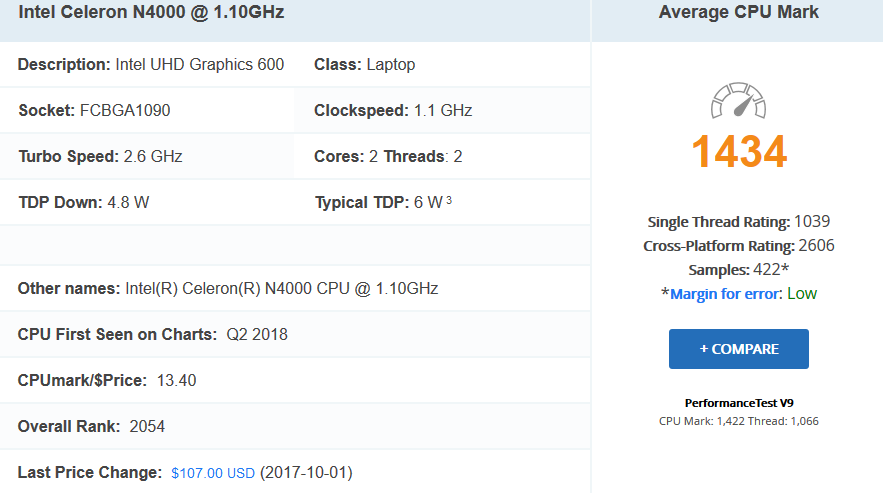 Intel Celeron N4000 @ 1.10GHz
Description: Intel UHD Graphics 600 Class: Laptop
Socket: FCBGA1090 Clockspeed: 1.1 GHz
Turbo Speed: 2.6 GHz Cores: 2 Threads: 2
TDP Down: 4.8 W Typical TDP: 6 W 3
Other names: Intel(R) Celeron(R) N4000 CPU @ 1.10GHz
CPU First Seen on Charts: Q2 2018
CPUmark/$Price: 13.40
Overall Rank: 2054
Last Price Change: $107.00 USD (2017-10-01)
Average CPU Mark
1434
Single Thread Rating: 1039
Cross-Platform Rating: 2606
Samples: 422*
*Margin for error: Low
+ COMPARE
PerformanceTest V9
CPU Mark: 1,422 Thread: 1,066